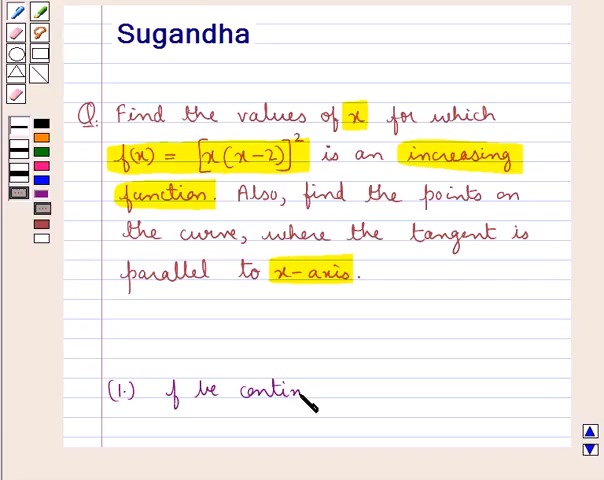 Sugandha
Q. Find the values of x for which
f(x) = [x(x-2)]² is an increasing
function. Also, find the points on
the curve, where the tangent is
parallel to x-axis.
(1.) f be contin